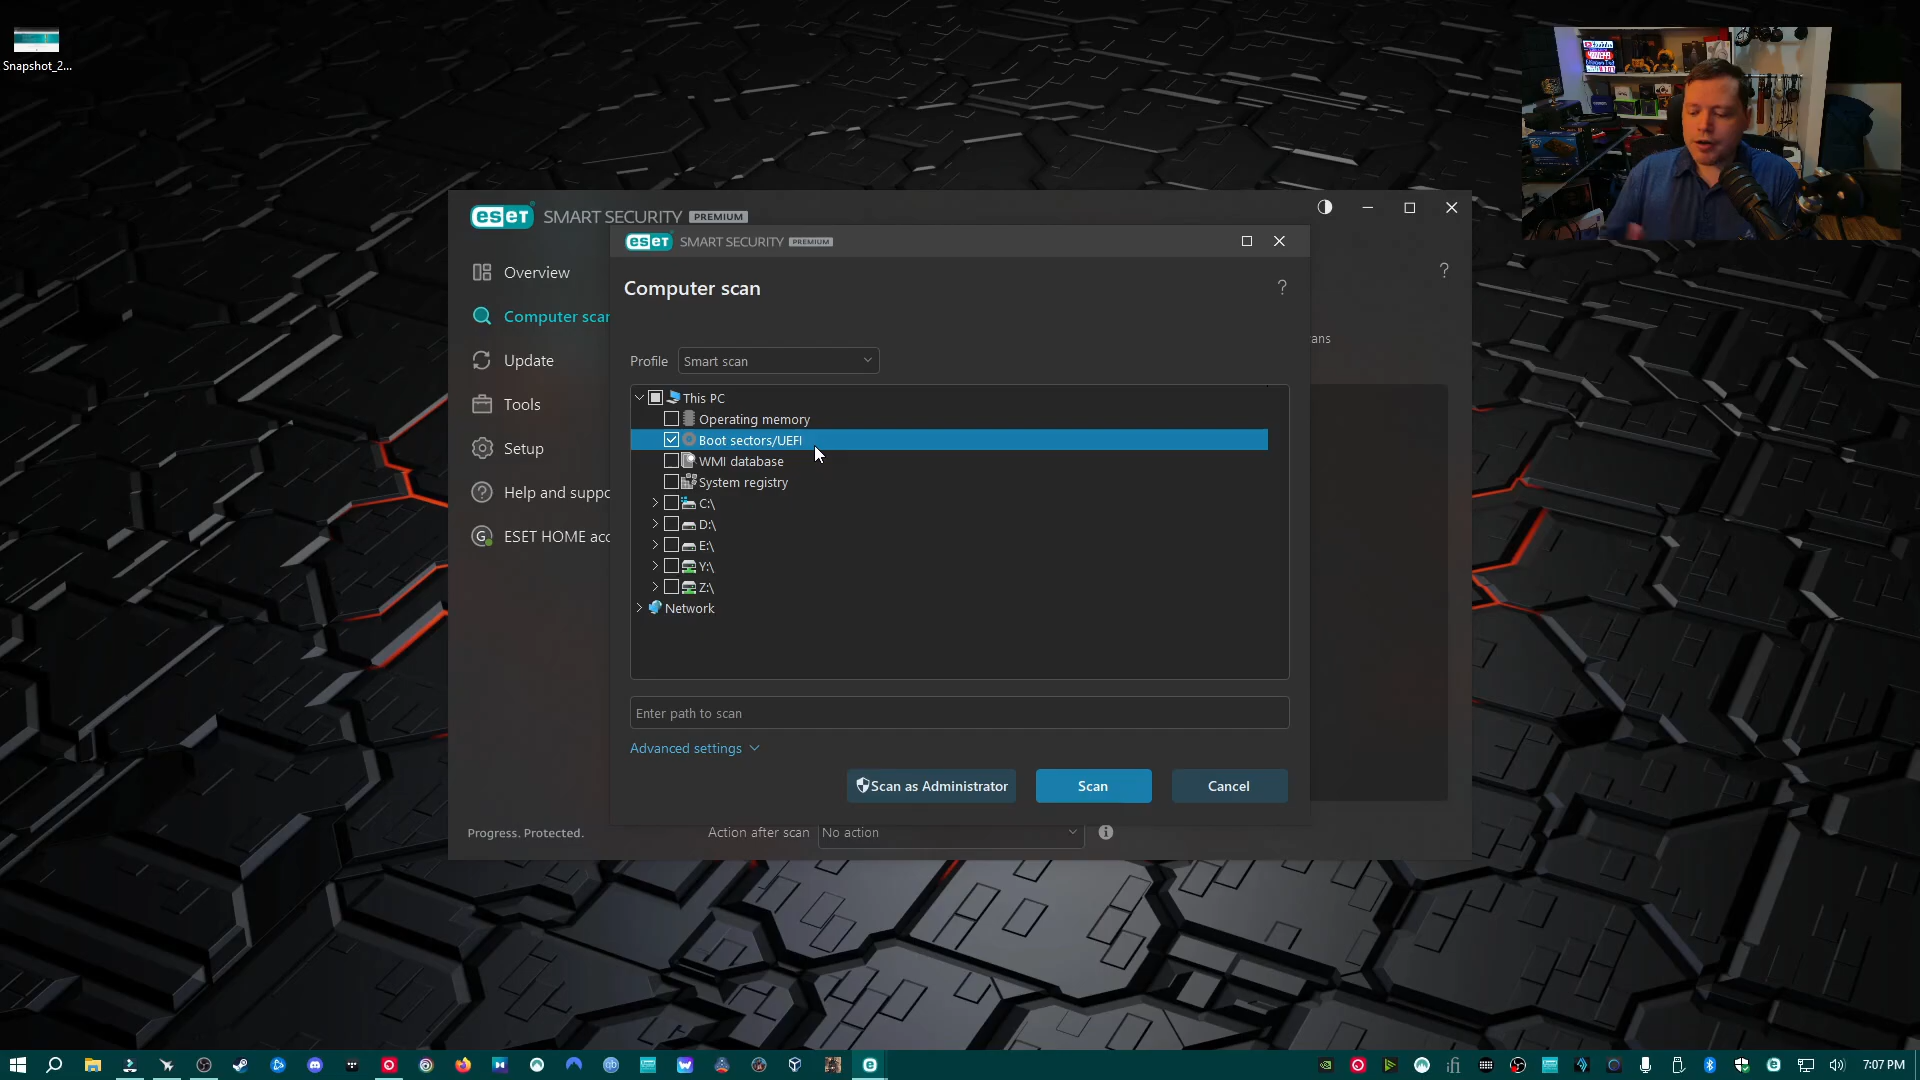 Snapshot_2...
eset SMART SECURITY PREMIUM
eset SMART SECURITY PREMIUM
Overview
Computer scan
Update
Tools
Setup
Help and suppo
ESET HOME acc
Progress. Protected.
Computer scan
?
?
ans
Profile Smart scan
This PC
Operating memory
Boot sectors/UEFI
WMI database
System registry
C:\
D:\
E:\
Y:\
Z:\
Network
Enter path to scan
Advanced settings
Scan as Administrator Scan Cancel
Action after scan No action
7:07 PM